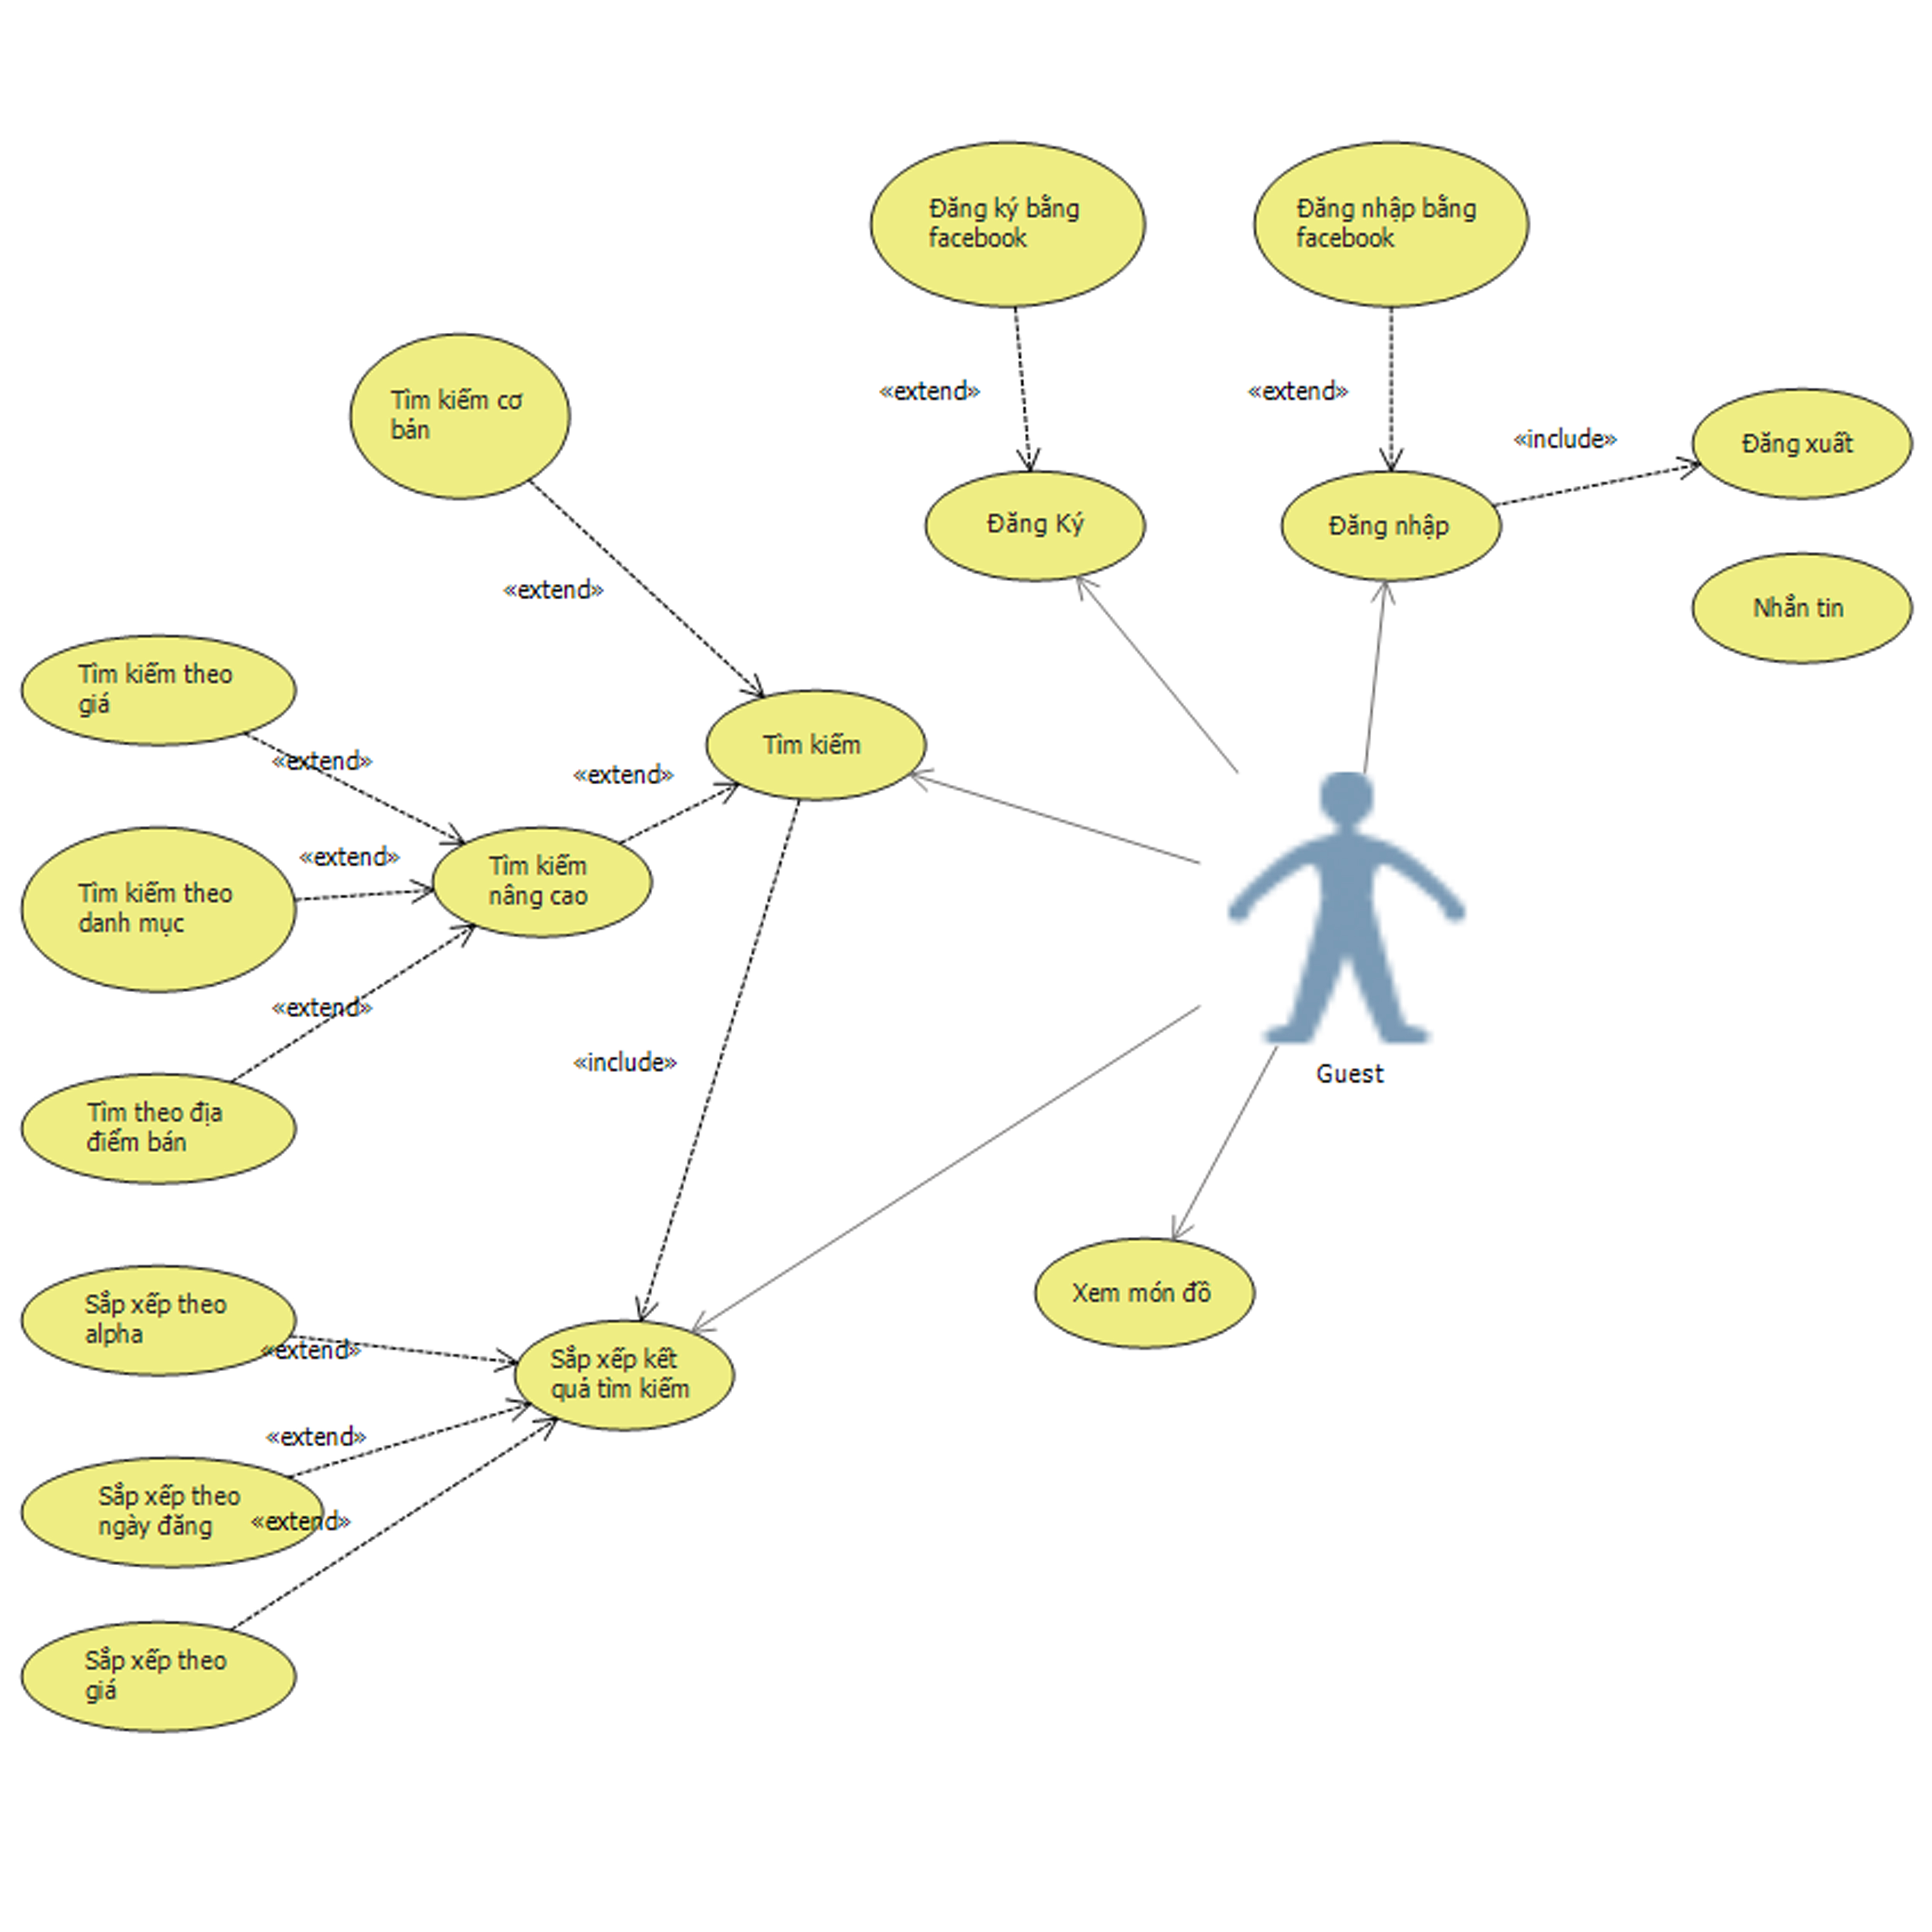 Đăng ký bằng
facebook
Đăng nhập bằng
facebook
Tìm kiếm cơ
bản
«extend»
«extend»
«include»
Đăng xuất
Đăng Ký
Đăng nhập
«extend»
Nhắn tin
Tìm kiếm theo
giá
«extend»
«extend»
Tìm kiếm
«extend»
Tìm kiếm
nâng cao
Tìm kiếm theo
danh mục
«extend»
«include»
Guest
Tìm theo địa
điểm bán
Xem món đồ
Sắp xếp theo
alpha
«extend»
Sắp xếp kết
quả tìm kiếm
«extend»
Sắp xếp theo
ngày đăng
«extend»
Sắp xếp theo
giá